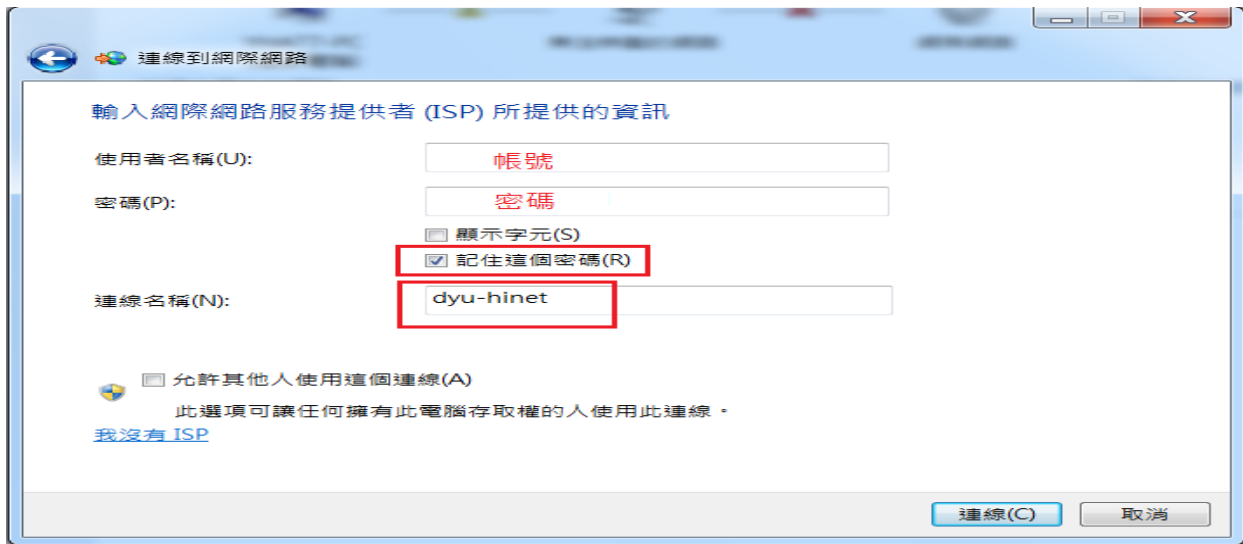 連線到網際網路
輸入網際網路服務提供者 (ISP) 所提供的資訊
使用者名稱(U):
帳號
密碼(P):
密碼
顯示字元(S)
記住這個密碼(R)
連線名稱(N):
dyu-hinet
允許其他人使用這個連線(A)
此選項可讓任何擁有此電腦存取權的人使用此連線。
我沒有 ISP
連線(C)
取消